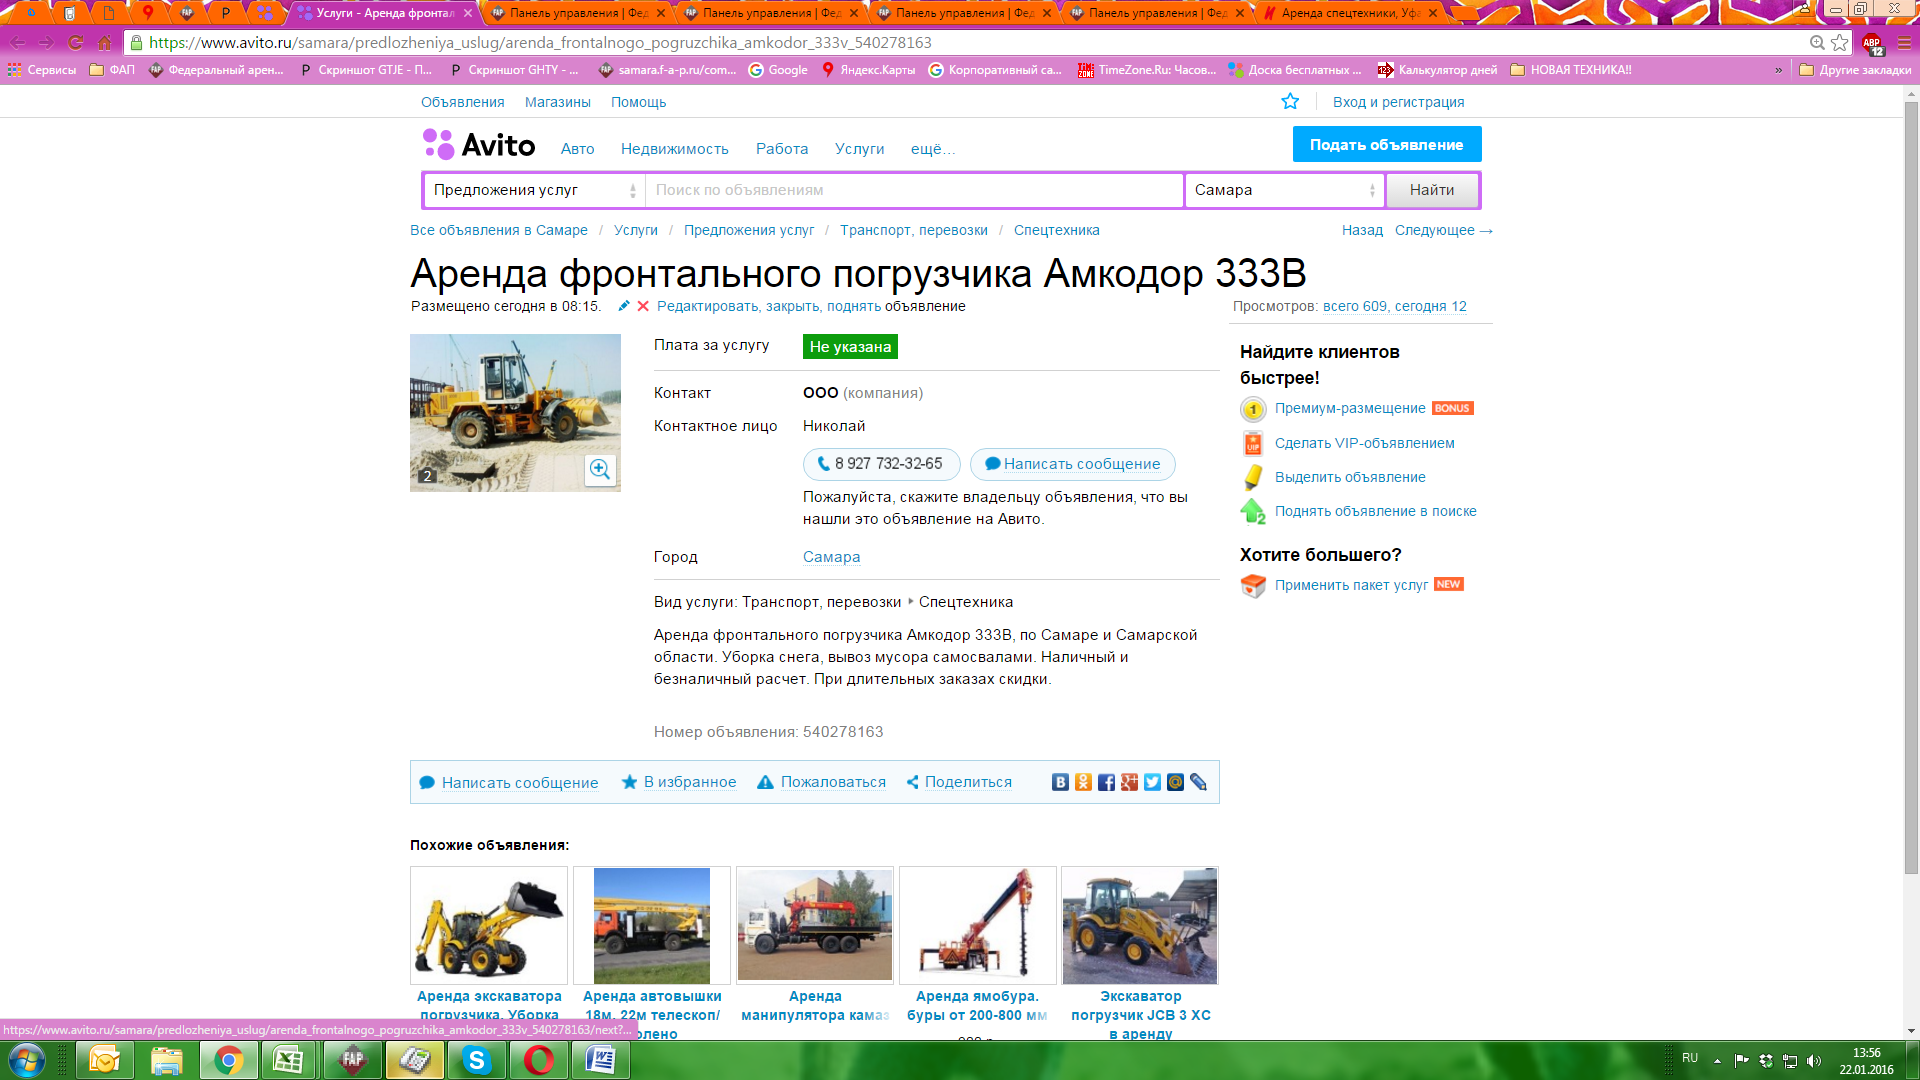 Услуги - Аренда фронтал
Панель управления | Фед
Панель управления | Фед
Панель управления | Фед
Панель управления | Фед
Аренда спецтехники, Уфа
https://www.avito.ru/samara/predlozheniya_uslug/arenda_frontalnogo_pogruzchika_amkodor_333v_540278163
ABP
12
Сервисы
ФАП
Федеральный арен...
Скриншот GTJE - П...
Скриншот GHTY - ...
samara.f-a-p.ru/com...
Google
Яндекс.Карты
Корпоративный са...
TimeZone.Ru: Часов...
Доска бесплатных ...
Калькулятор дней
НОВАЯ ТЕХНИКА!!
»
Другие закладки
Объявления Магазины Помощь
Вход и регистрация
Avito
Авто Недвижимость Работа Услуги ещё...
Подать объявление
Предложения услуг
Поиск по объявлениям
Самара
Найти
Все объявления в Самаре / Услуги / Предложения услуг / Транспорт, перевозки / Спецтехника
Назад Следующее →
Аренда фронтального погрузчика Амкодор 333В
Размещено сегодня в 08:15. Редактировать, закрыть, поднять объявление
Просмотров: всего 609, сегодня 12
2
Плата за услугу Не указана
Контакт ООО (компания)
Контактное лицо Николай
8 927 732-32-65
Написать сообщение
Пожалуйста, скажите владельцу объявления, что вы
нашли это объявление на Авито.
Город Самара
Вид услуги: Транспорт, перевозки ▸ Спецтехника
Аренда фронтального погрузчика Амкодор 333В, по Самаре и Самарской
области. Уборка снега, вывоз мусора самосвалами. Наличный и
безналичный расчет. При длительных заказах скидки.
Номер объявления: 540278163
Найдите клиентов
быстрее!
Премиум-размещение BONUS
Сделать VIP-объявлением
Выделить объявление
Поднять объявление в поиске
Хотите большего?
Применить пакет услуг NEW
Написать сообщение В избранное Пожаловаться Поделиться
Похожие объявления:
Аренда экскаватора
погрузчика. Уборка
Аренда автовышки
18м, 22м телескоп/
олено
Аренда
манипулятора камаз
Аренда ямобура.
буры от 200-800 мм
Экскаватор
погрузчик JCB 3 XC
в аренду
https://www.avito.ru/samara/predlozheniya_uslug/arenda_frontalnogo_pogruzchika_amkodor_333v_540278163/next?...
FAP
RU
13:56
22.01.2016